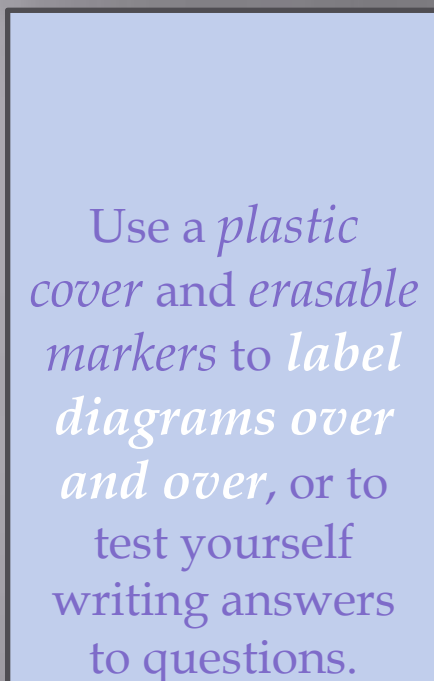 Use a plastic
cover and erasable
markers to label
diagrams over
and over, or to
test yourself
writing answers
to questions.